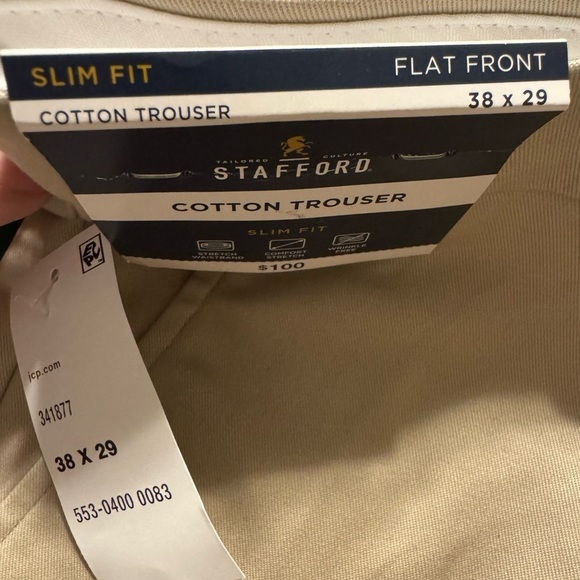 SLIM FIT
FLAT FRONT
COTTON TROUSER
38 x 29
TAILORED CULTURE
STAFFORD
COTTON TROUSER
SLIM FIT
STRETCH WAISTBAND
COMFORT STRETCH
WRINKLE FREE
$100
jcp.com
341877
38 X 29
553-0400 0083